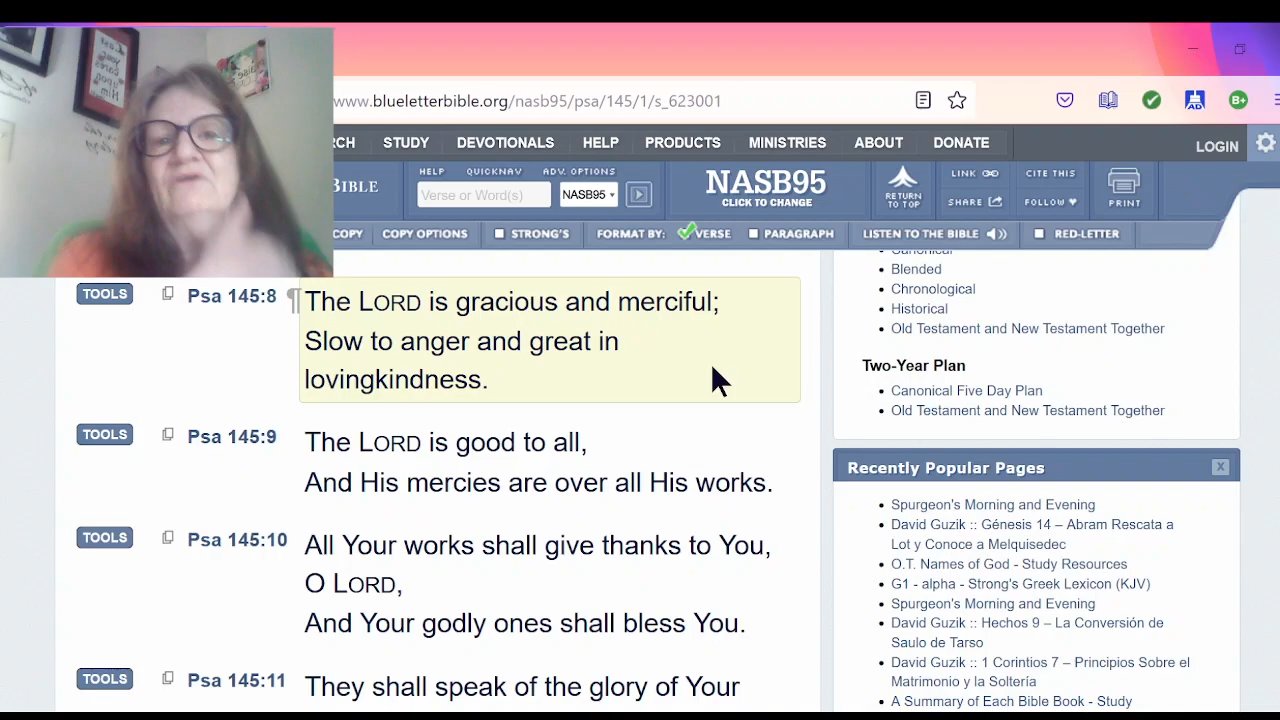 www.blueletterbible.org/nasb95/psa/145/1/s_623001
RCH STUDY DEVOTIONALS HELP PRODUCTS MINISTRIES ABOUT DONATE LOGIN
BIBLE
HELP QUICKNAV ADV. OPTIONS
Verse or Word(s) NASB95
NASB95
CLICK TO CHANGE
RETURN
TO TOP
LINK CITE THIS
SHARE FOLLOW
PRINT
COPY COPY OPTIONS STRONG'S FORMAT BY: VERSE PARAGRAPH LISTEN TO THE BIBLE RED-LETTER
TOOLS Psa 145:8 ¶ The LORD is gracious and merciful;
Slow to anger and great in
lovingkindness.
TOOLS Psa 145:9 The LORD is good to all,
And His mercies are over all His works.
TOOLS Psa 145:10 All Your works shall give thanks to You,
O LORD,
And Your godly ones shall bless You.
TOOLS Psa 145:11 They shall speak of the glory of Your
Canonical
Blended
Chronological
Historical
Old Testament and New Testament Together
Two-Year Plan
Canonical Five Day Plan
Old Testament and New Testament Together
Recently Popular Pages X
Spurgeon's Morning and Evening
David Guzik :: Génesis 14 – Abram Rescata a
Lot y Conoce a Melquisedec
O.T. Names of God - Study Resources
G1 - alpha - Strong's Greek Lexicon (KJV)
Spurgeon's Morning and Evening
David Guzik :: Hechos 9 – La Conversión de
Saulo de Tarso
David Guzik :: 1 Corintios 7 – Principios Sobre el
Matrimonio y la Soltería
A Summary of Each Bible Book - Study
AD
B+